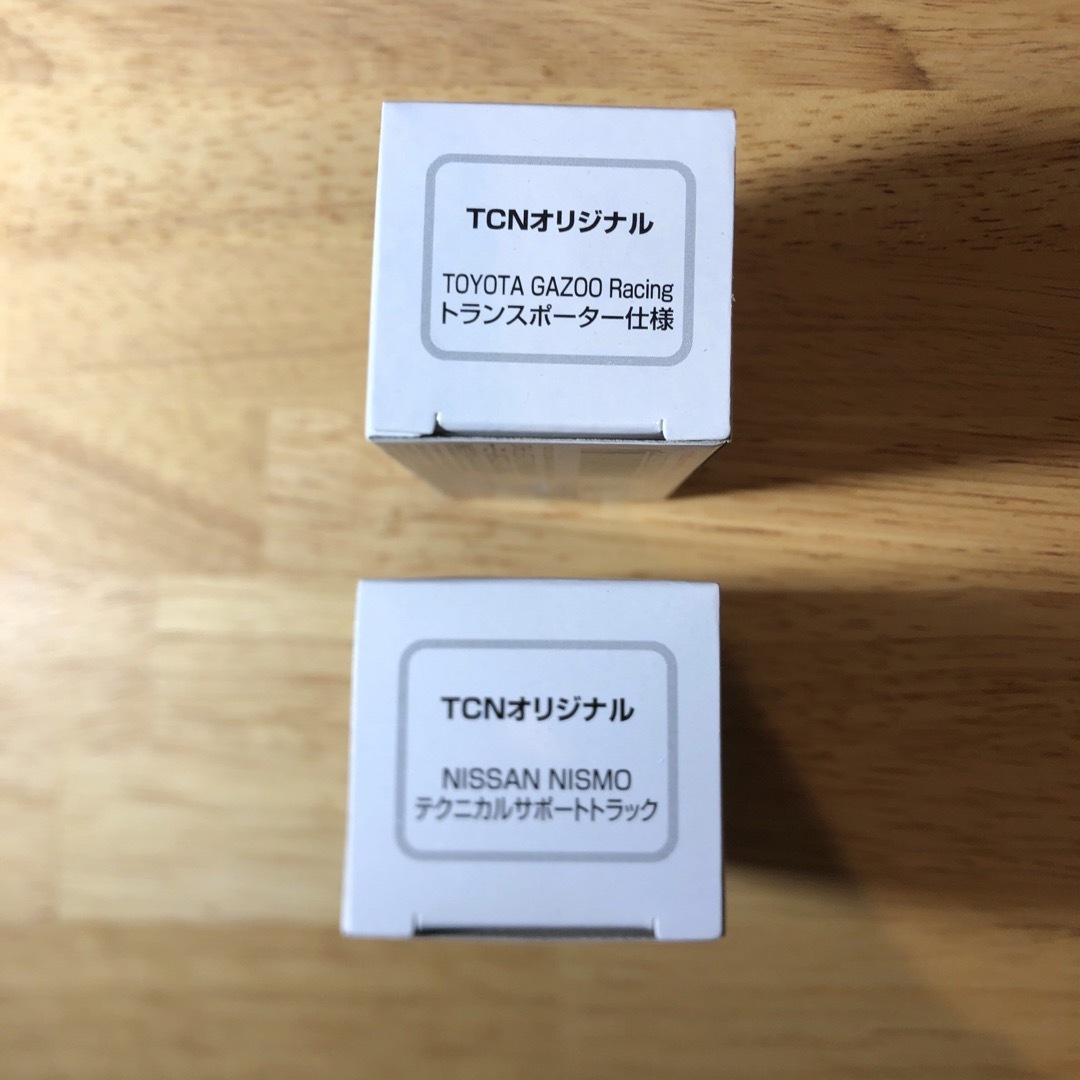 TCNオリジナル
TOYOTA GAZOO Racing
トランスポーター仕様
TCNオリジナル
NISSAN NISMO
テクニカルサポートトラック